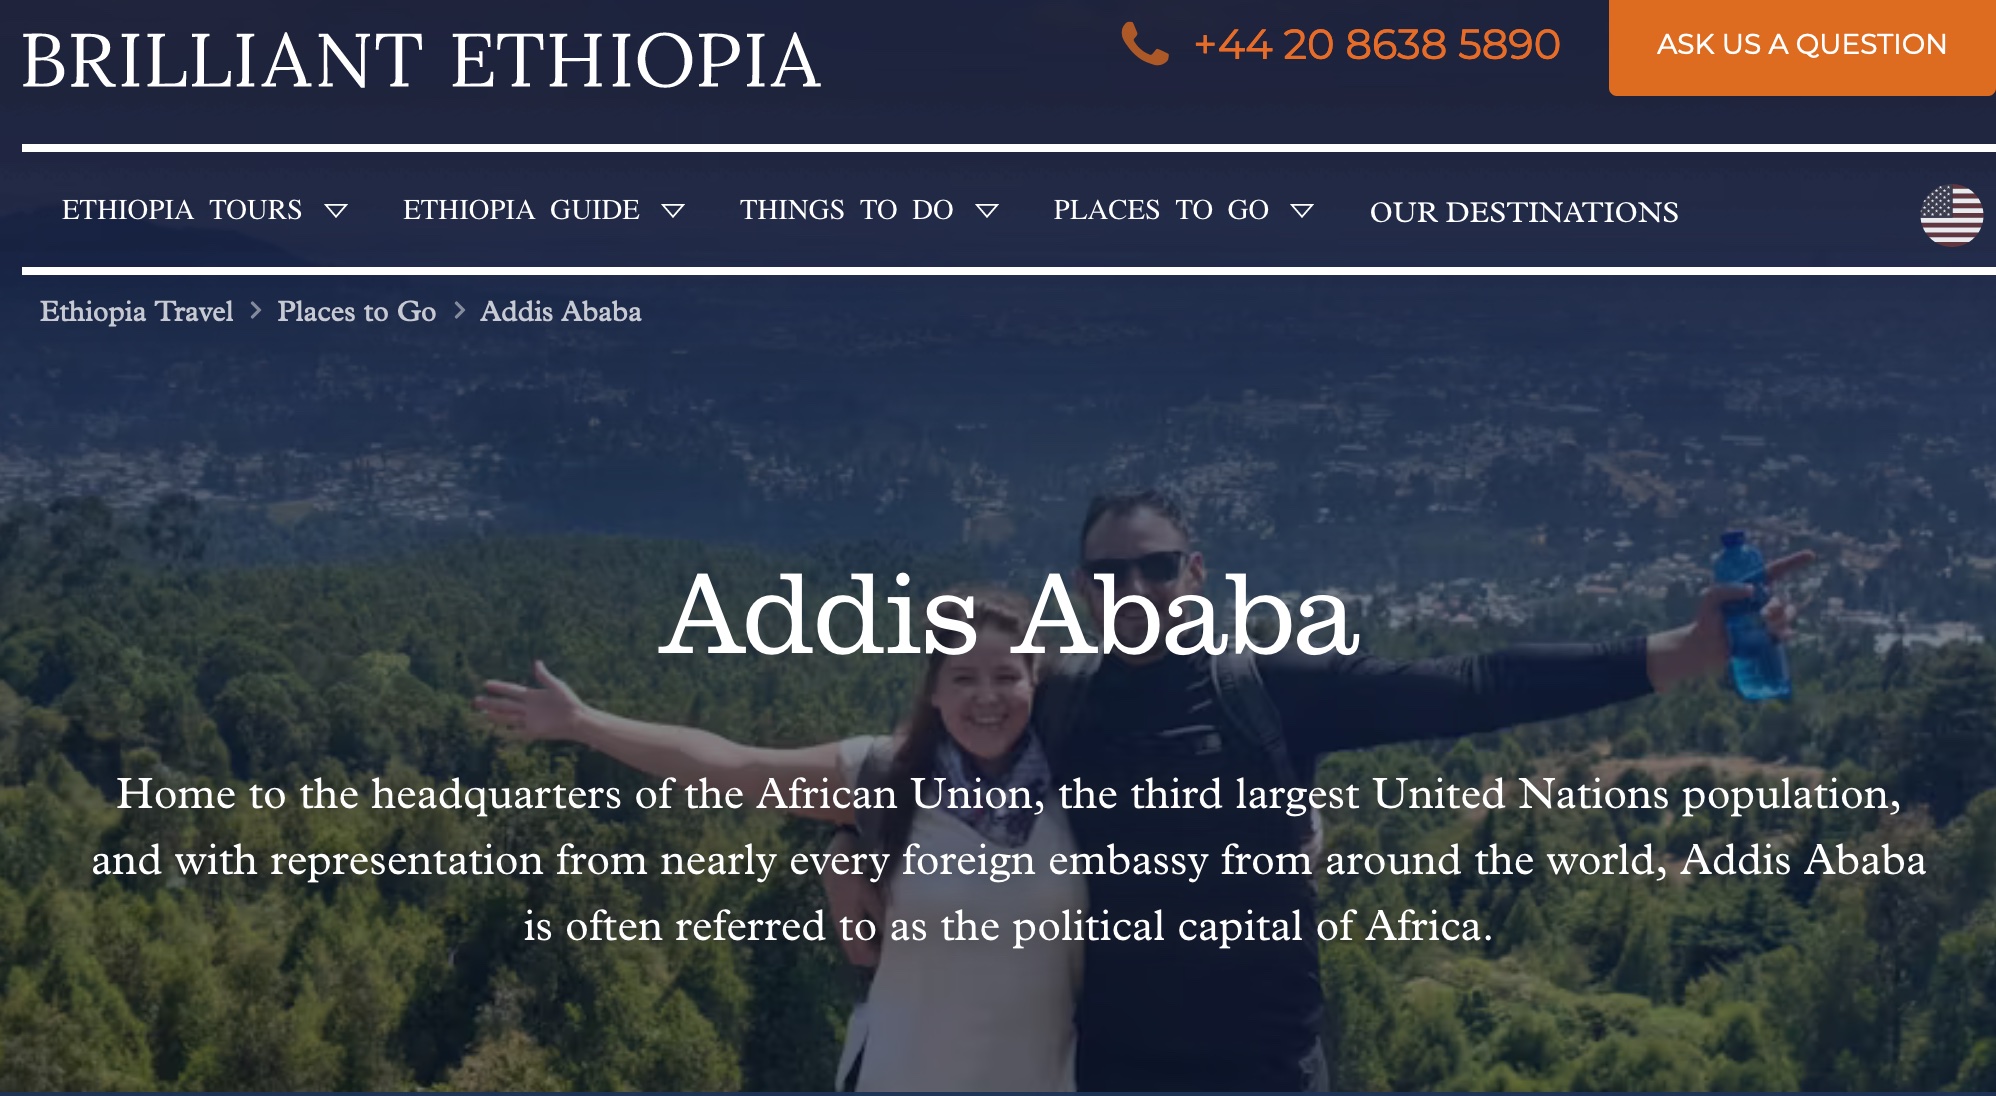 BRILLIANT ETHIOPIA
+44 20 8638 5890
ASK US A QUESTION
ETHIOPIA TOURS
ETHIOPIA GUIDE
THINGS TO DO
PLACES TO GO
OUR DESTINATIONS
Ethiopia Travel > Places to Go > Addis Ababa
Addis Ababa
Home to the headquarters of the African Union, the third largest United Nations population,
and with representation from nearly every foreign embassy from around the world, Addis Ababa
is often referred to as the political capital of Africa.